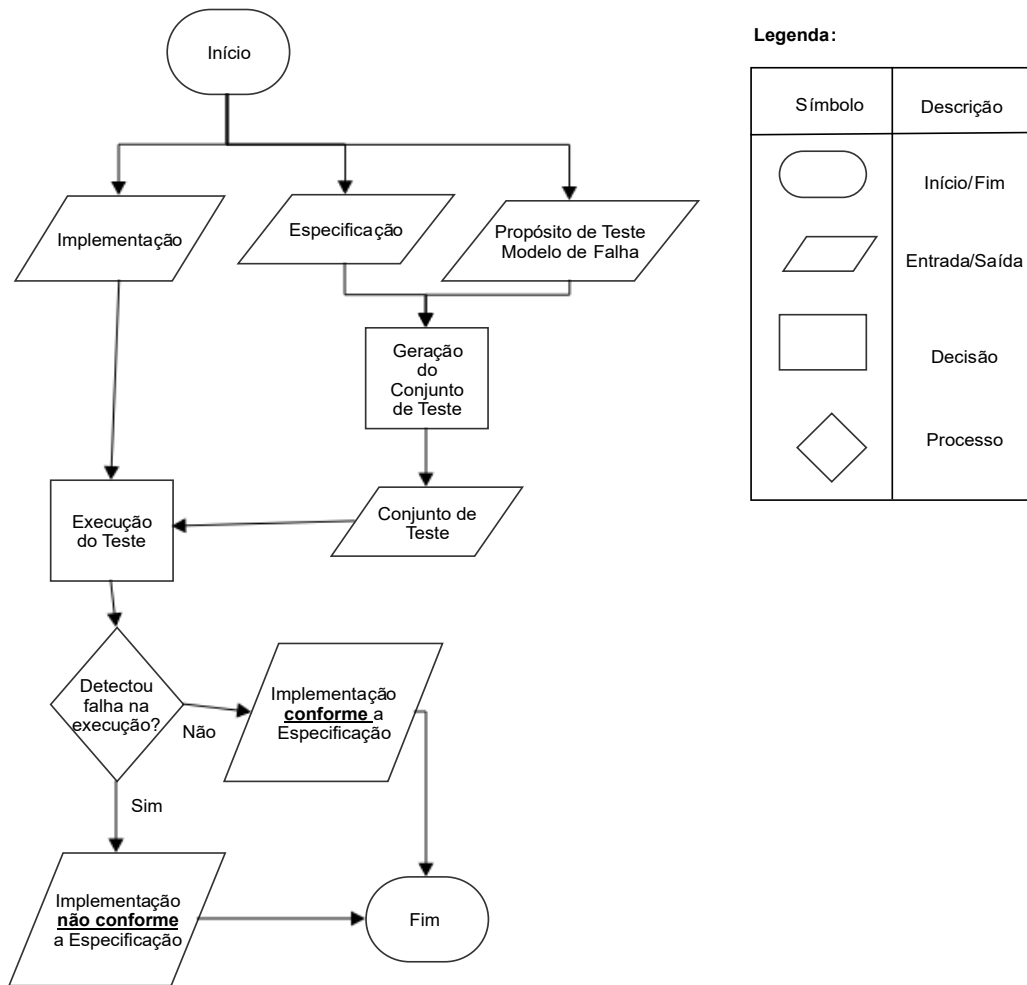 Início
Implementação
Especificação
Propósito de Teste
Modelo de Falha
Geração
do
Conjunto
de Teste
Execução
do Teste
Conjunto de
Teste
Detectou
falha na
execução?
Não
Implementação
conforme a
Especificação
Sim
Implementação
não conforme
a Especificação
Fim
Legenda:
Símbolo
Descrição
Início/Fim
Entrada/Saída
Decisão
Processo